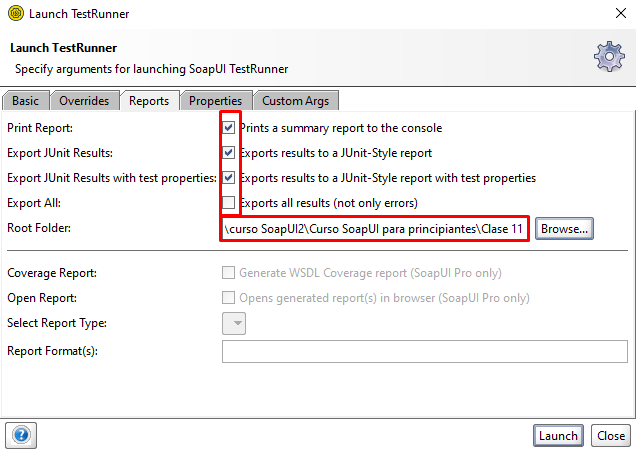 Launch TestRunner
Launch TestRunner
Specify arguments for launching SoapUI TestRunner
Basic Overrides Reports Properties Custom Args
Print Report: Prints a summary report to the console
Export JUnit Results: Exports results to a JUnit-Style report
Export JUnit Results with test properties: Exports results to a JUnit-Style report with test properties
Export All: Exports all results (not only errors)
Root Folder: \curso SoapUI2\Curso SoapUI para principiantes\Clase 11 Browse...
Coverage Report: Generate WSDL Coverage report (SoapUI Pro only)
Open Report: Opens generated report(s) in browser (SoapUI Pro only)
Select Report Type:
Report Format(s):
? Launch Close